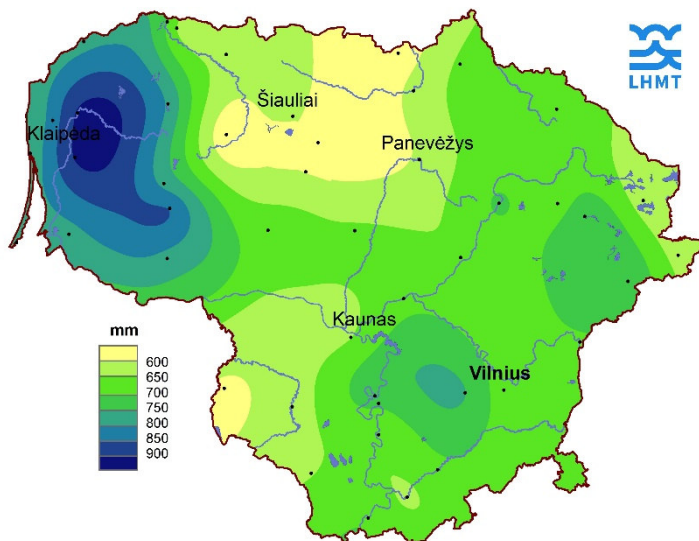 LHMT
Šiauliai
Klaipėda
Panevėžys
Kaunas
mm
600
650
700
750
800
850
900
Vilnius